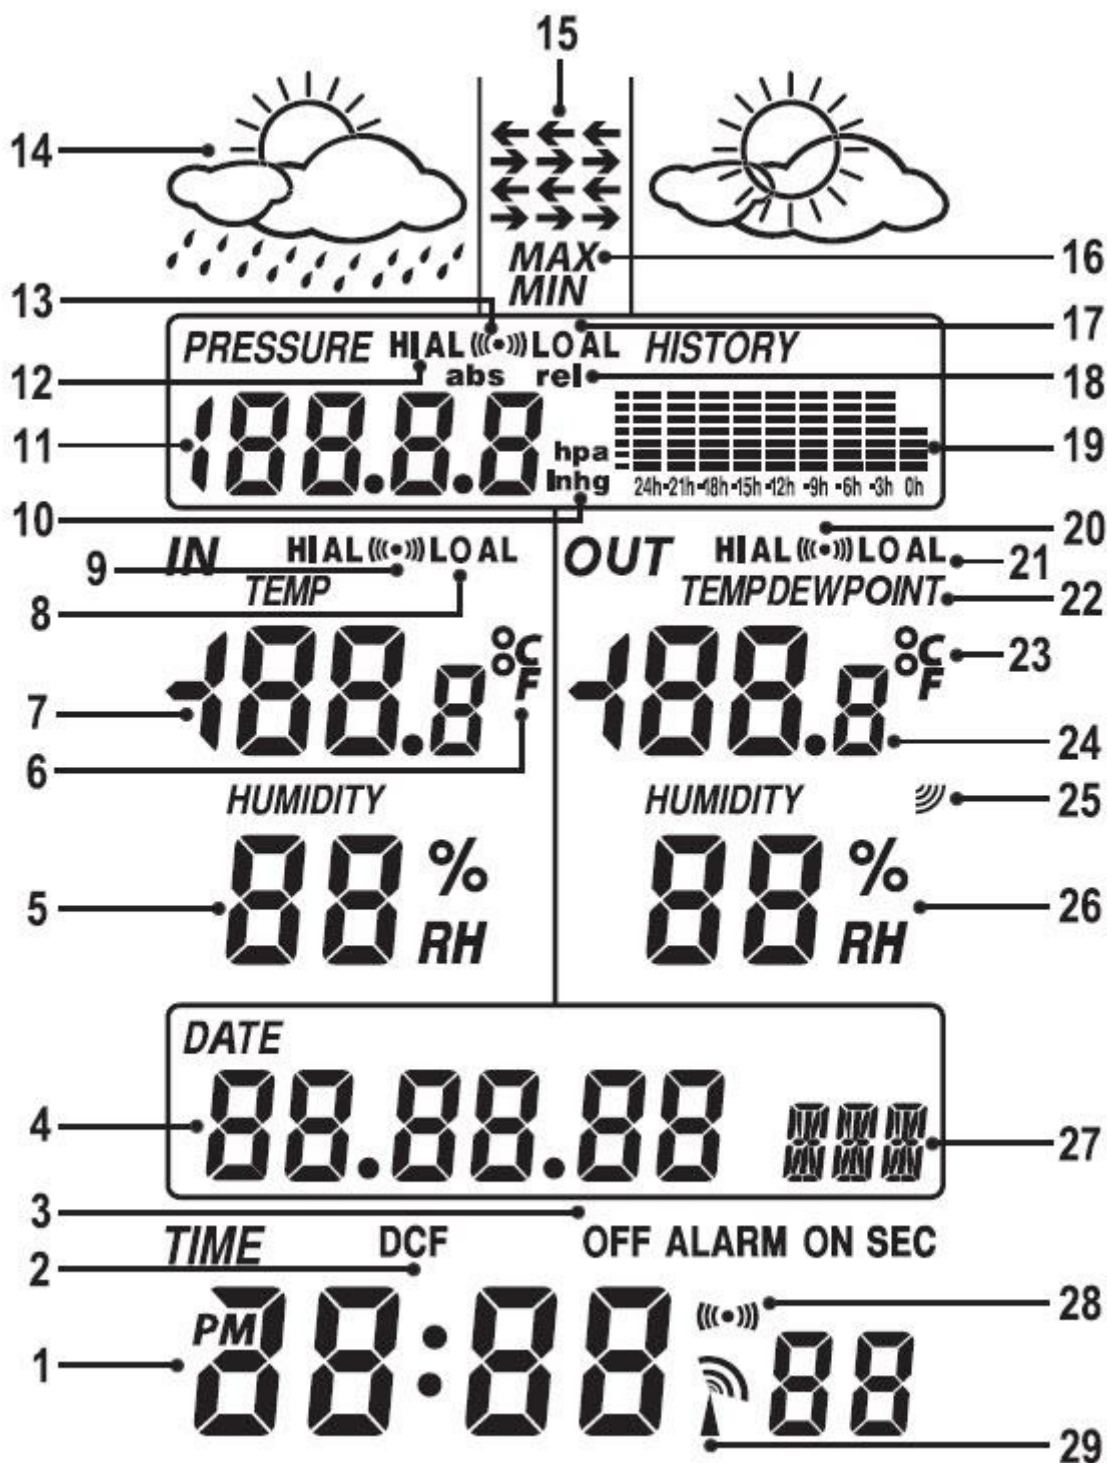 15
14
MAX
16
MIN
13
17
PRESSURE HI AL LO AL HISTORY
12
abs rel
18
11
188.8.8
hpa
19
Inhg
24h-21h-18h-15h-12h -9h -6h -3h 0h
10
20
IN HI AL LO AL
OUT HI AL LO AL
9
21
TEMP
TEMPDEWPOINT
22
8
-188.8 °C °F
-188.8 °C °F
23
7
24
6
HUMIDITY
HUMIDITY
25
5
88 % RH
88 % RH
26
DATE
4
88.88.88
27
3
TIME DCF OFF ALARM ON SEC
2
28
PM
1
28:88 88
29